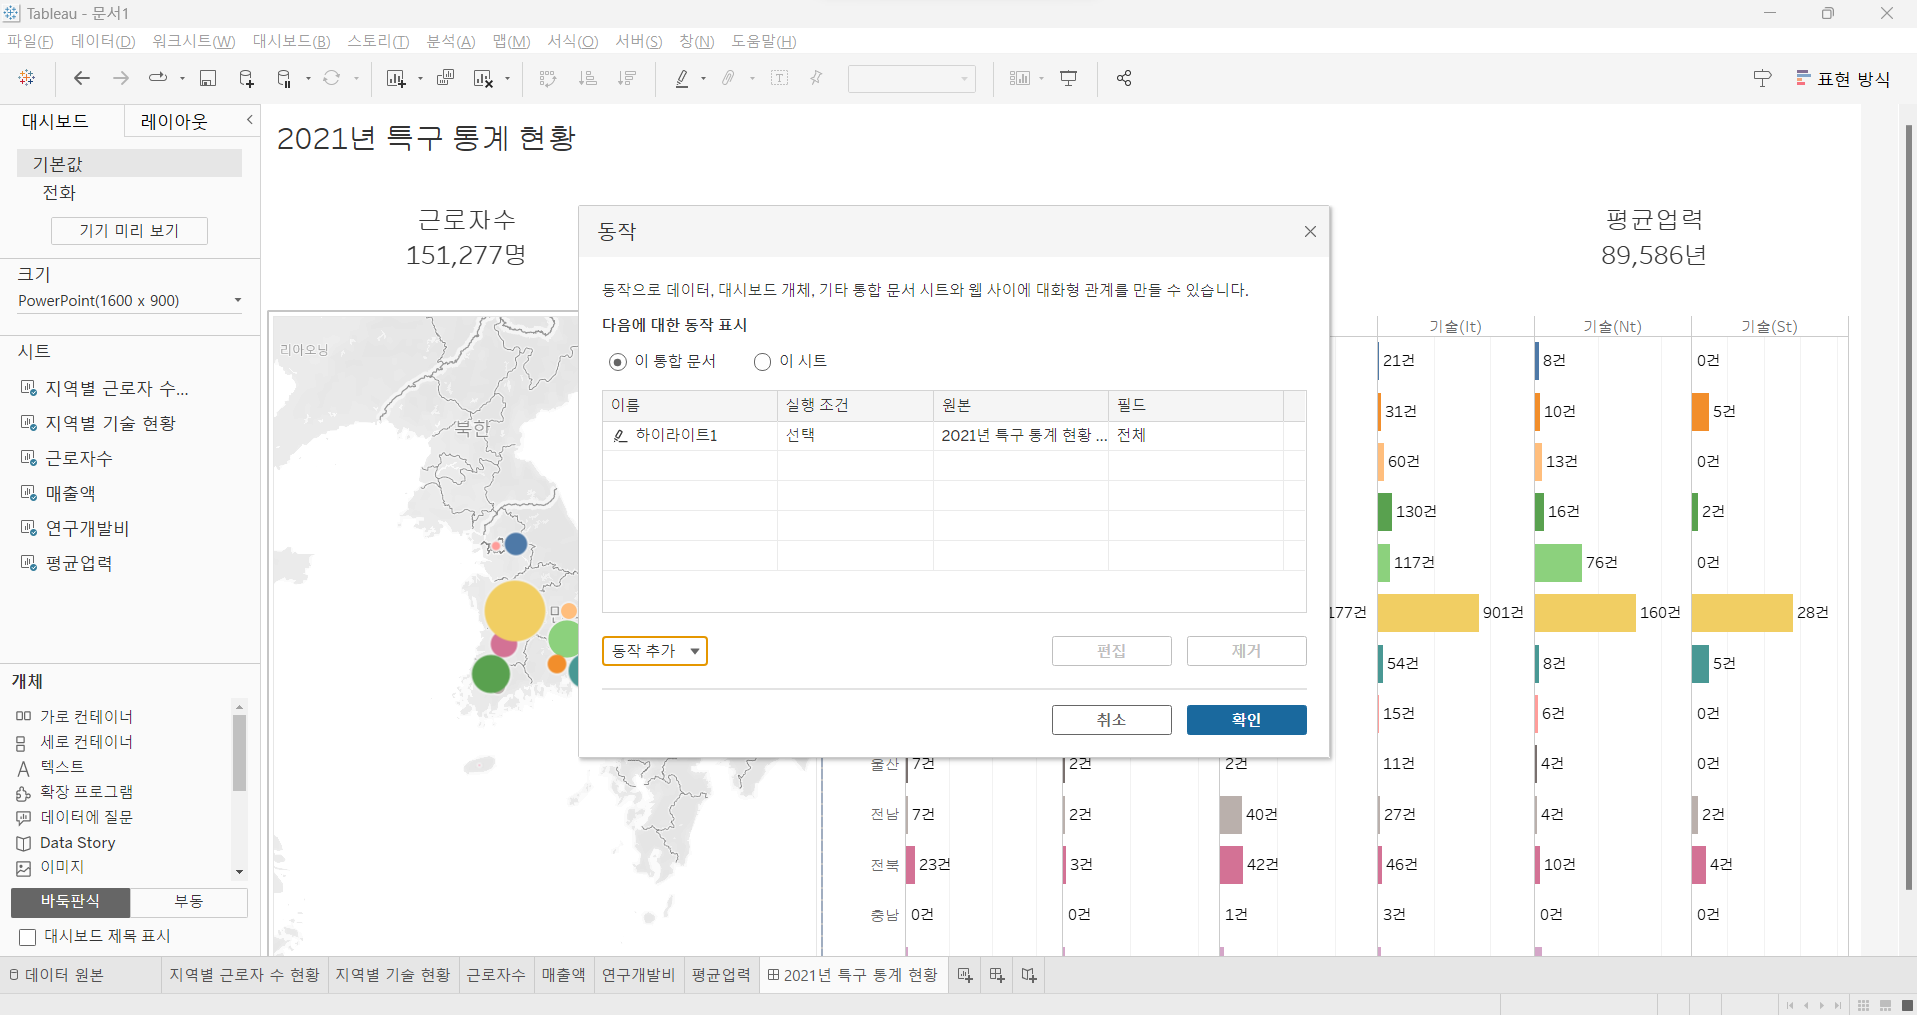 Tableau - 문서1
파일(F) 데이터(D) 워크시트(W) 대시보드(B) 스토리(T) 분석(A) 맵(M) 서식(O) 서버(S) 창(N) 도움말(H)
표현 방식
대시보드 레이아웃
기본값
전화
기기 미리 보기
크기
PowerPoint(1600 x 900)
시트
지역별 근로자 수...
지역별 기술 현황
근로자수
매출액
연구개발비
평균업력
개체
가로 컨테이너
세로 컨테이너
텍스트
확장 프로그램
데이터에 질문
Data Story
이미지
바둑판식 부동
대시보드 제목 표시
2021년 특구 통계 현황
근로자수
151,277명
평균업력
89,586년
리아오닝
북한
동작
동작으로 데이터, 대시보드 개체, 기타 통합 문서 시트와 웹 사이에 대화형 관계를 만들 수 있습니다.
다음에 대한 동작 표시
이 통합 문서 이 시트
이름 실행 조건 원본 필드
하이라이트1 선택 2021년 특구 통계 현황 ... 전체
동작 추가 편집 제거
취소 확인
기술(It) 기술(Nt) 기술(St)
21건 8건 0건
31건 10건 5건
60건 13건 0건
130건 16건 2건
117건 76건 0건
177건 901건 160건 28건
54건 8건 5건
15건 6건 0건
울산 7건 2건 2건 11건 4건 0건
전남 7건 2건 40건 27건 4건 2건
전북 23건 3건 42건 46건 10건 4건
충남 0건 0건 1건 3건 0건 0건
데이터 원본 지역별 근로자 수 현황 지역별 기술 현황 근로자수 매출액 연구개발비 평균업력 2021년 특구 통계 현황